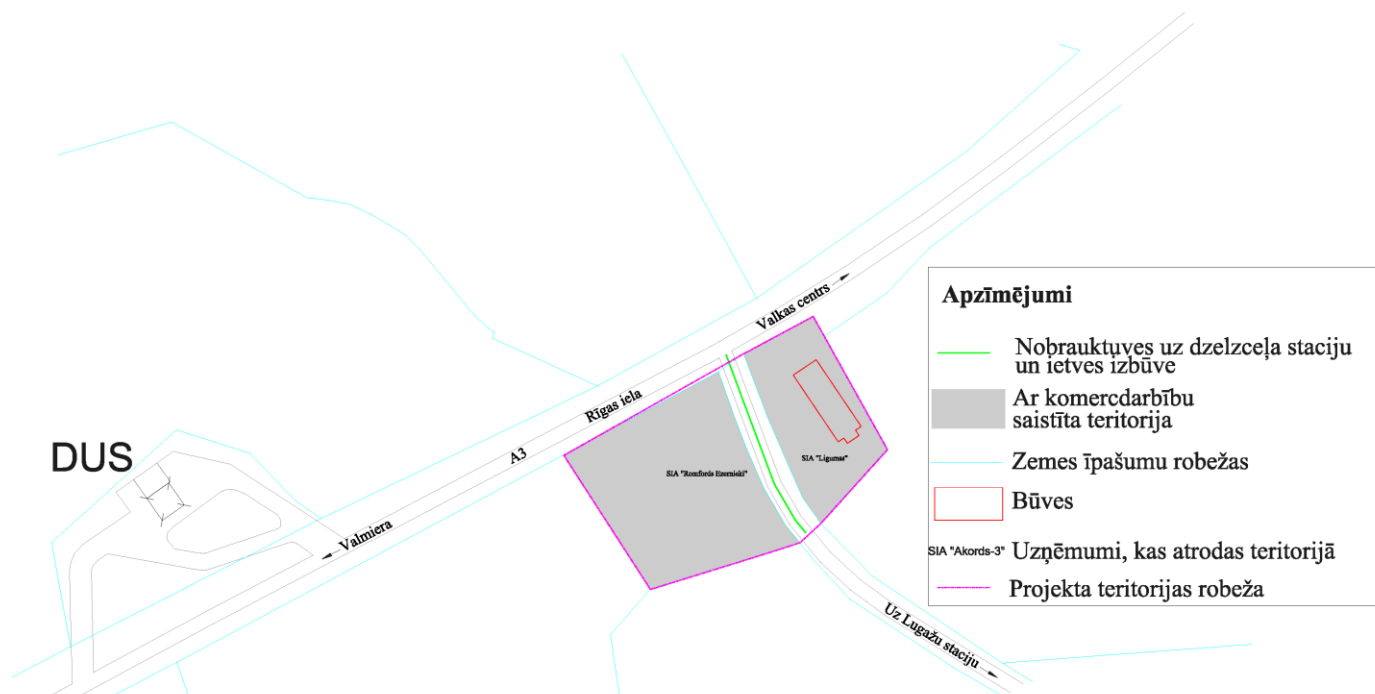 Valkas centrs
Rīgas iela
A3
DUS
Valmiera
SIA "Romfords Ezernieki"
SIA "Ligumas"
Uz Lugažu staciju
Apzīmējumi
Nobrauktuves uz dzelzceļa staciju
un ietves izbūve
Ar komercdarbību
saistīta teritorija
Zemes īpašumu robežas
Būves
SIA "Akords-3" Uzņēmumi, kas atrodas teritorijā
Projekta teritorijas robeža